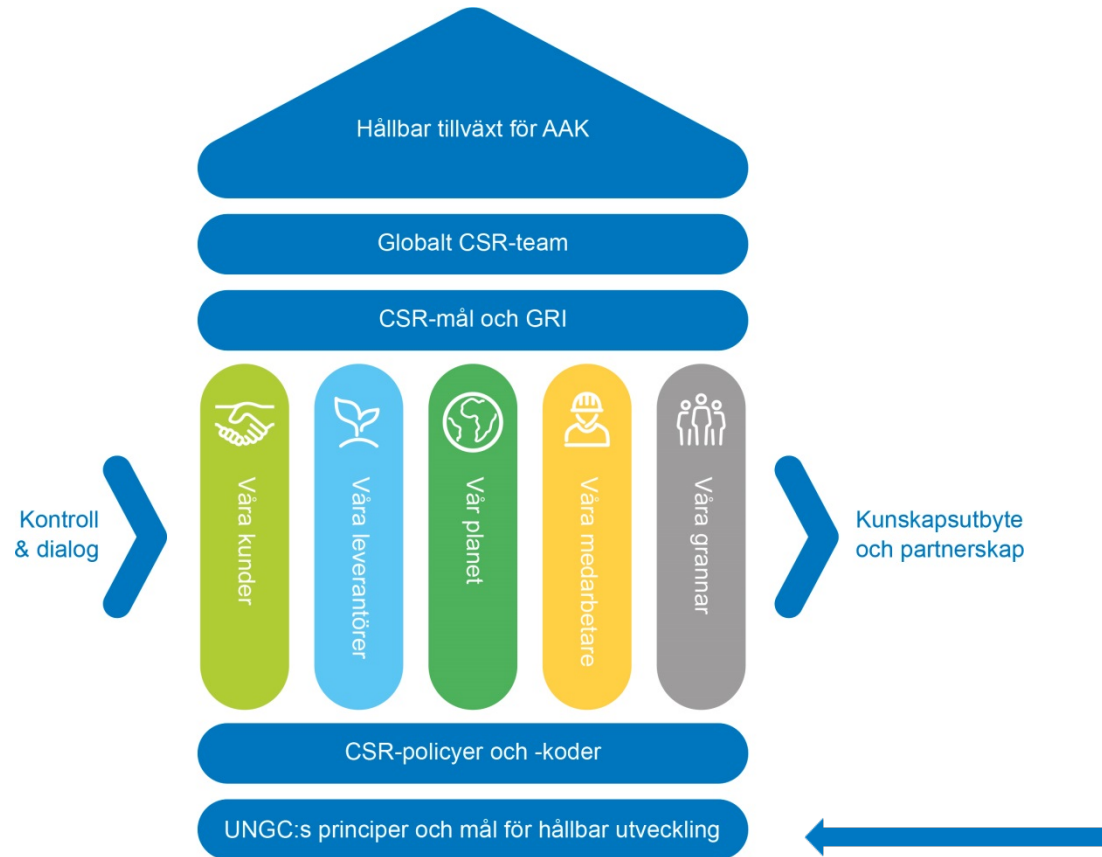 Hållbar tillväxt för AAK
Globalt CSR-team
CSR-mål och GRI
Kontroll
& dialog
Våra kunder
Våra leverantörer
Vår planet
Våra medarbetare
Våra grannar
Kunskapsutbyte
och partnerskap
CSR-policyer och -koder
UNGC:s principer och mål för hållbar utveckling